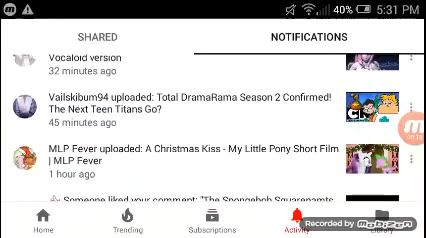 40% 5:31 PM
SHARED NOTIFICATIONS
Vocaloid version
32 minutes ago
Vailskibum94 uploaded: Total DramaRama Season 2 Confirmed!
The Next Teen Titans Go?
45 minutes ago
MLP Fever uploaded: A Christmas Kiss - My Little Pony Short Film
| MLP Fever
1 hour ago
Someone liked your comment: "The Spongebob Squarepants
Recorded by mobizen
Home Trending Subscriptions Activity Library